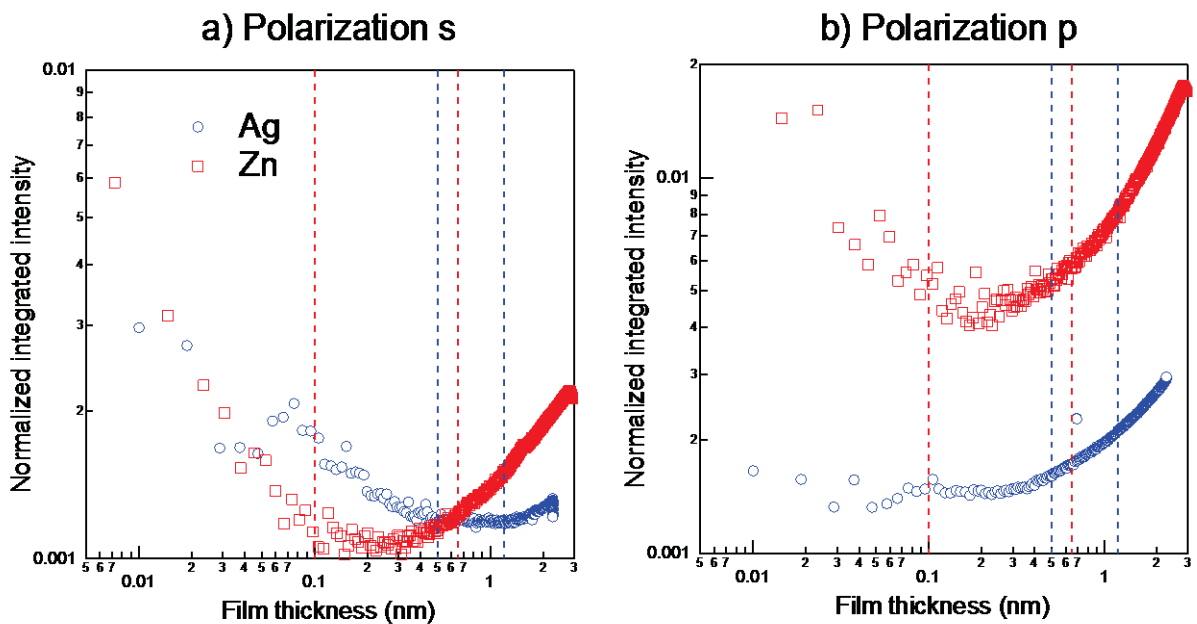 a) Polarization s
0.01
9
8
7
6
5
4
3
2
0.001
Normalized integrated intensity
Ag
Zn
5 6 7 2 3 4 5 6 7 2 3 4 5 6 7 2 3
0.01 0.1 1
Film thickness (nm)
b) Polarization p
2
0.01
9
8
7
6
5
4
3
2
0.001
Normalized integrated intensity
5 6 7 2 3 4 5 6 7 2 3 4 5 6 7 2 3
0.01 0.1 1
Film thickness (nm)